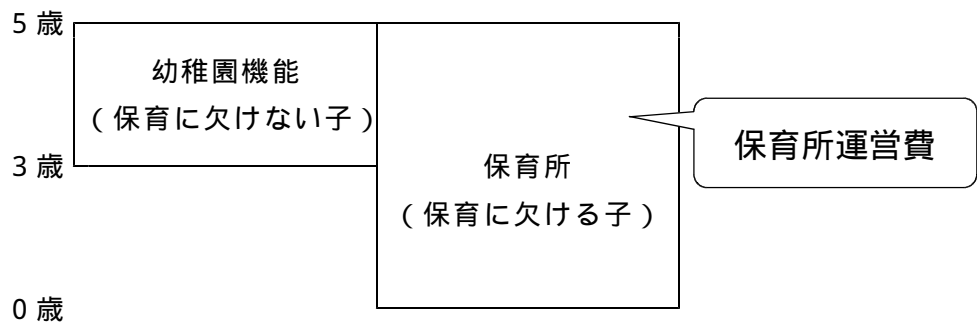 5歳
幼稚園機能
(保育に欠けない子)
3歳
保育所
(保育に欠ける子)
保育所運営費
0歳